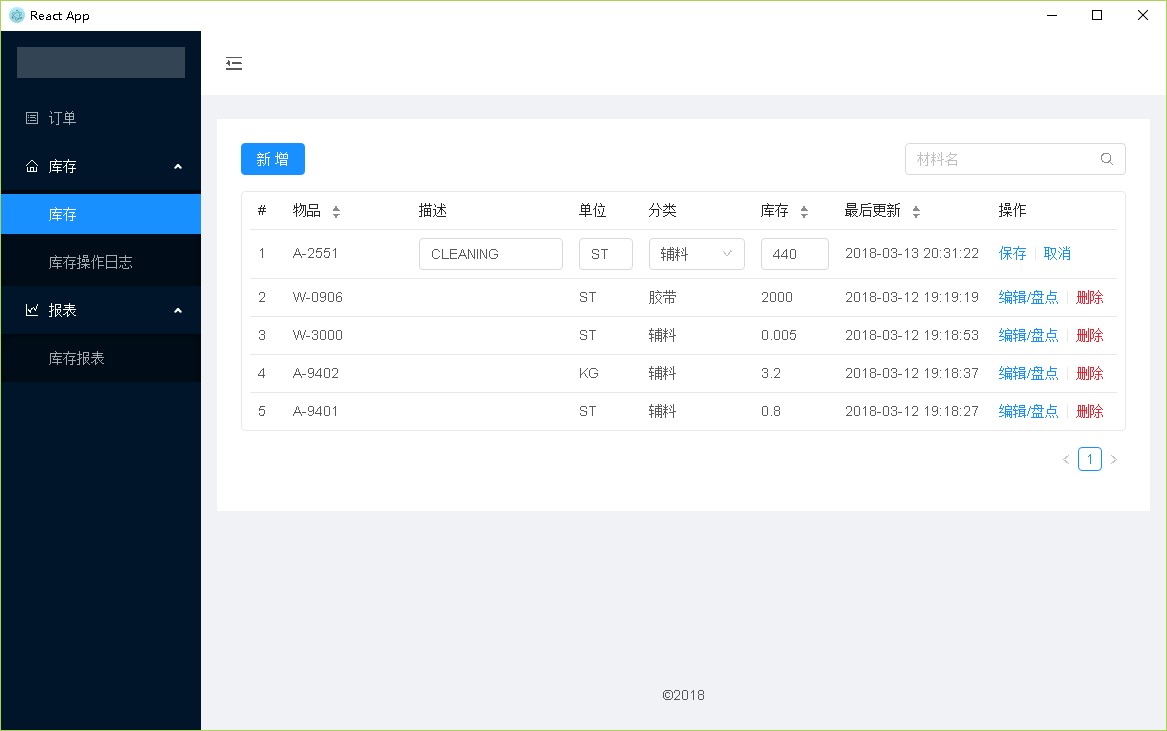 React App
订单
库存
库存
库存操作日志
报表
库存报表
新 增
材料名
# 物品 描述 单位 分类 库存 最后更新 操作
1 A-2551 CLEANING ST 辅料 440 2018-03-13 20:31:22 保存 取消
2 W-0906 ST 胶带 2000 2018-03-12 19:19:19 编辑/盘点 删除
3 W-3000 ST 辅料 0.005 2018-03-12 19:18:53 编辑/盘点 删除
4 A-9402 KG 辅料 3.2 2018-03-12 19:18:37 编辑/盘点 删除
5 A-9401 ST 辅料 0.8 2018-03-12 19:18:27 编辑/盘点 删除
1
©2018